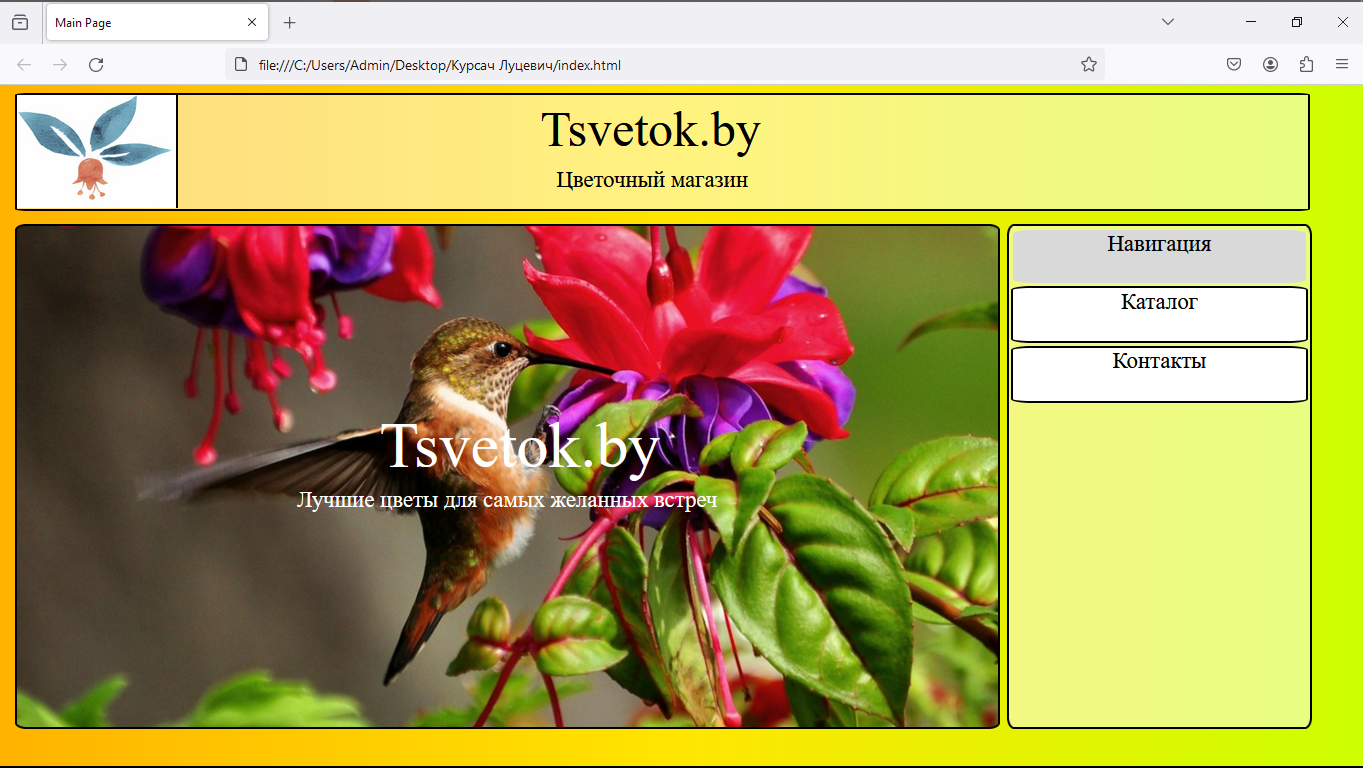 Main Page
file:///C:/Users/Admin/Desktop/Курсач Луцевич/index.html
Tsvetok.by
Цветочный магазин
Tsvetok.by
Лучшие цветы для самых желанных встреч
Навигация
Каталог
Контакты